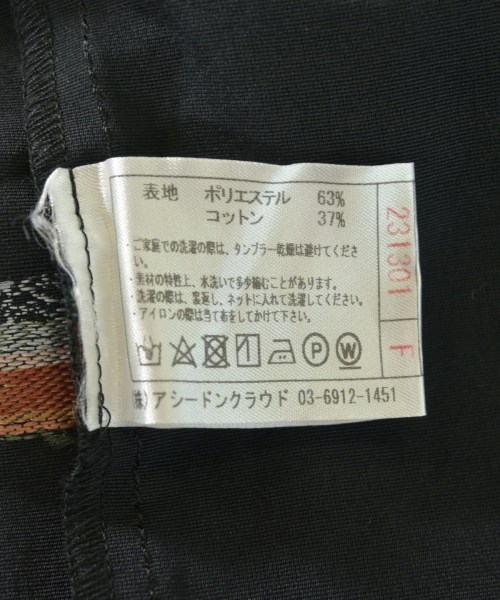 表地 ポリエステル 63%
コットン 37%
・ご家庭での洗濯の際は、タンブラー乾燥は避けてくださ
い。
・素材の特性上、水洗いで多少縮むことがあります。
・洗濯の際は、裏返し、ネットに入れて洗濯してください。
・アイロンの際は当て布をしてかけて下さい。
P W
(株)アシードンクラウド 03-6912-1451
231301 F